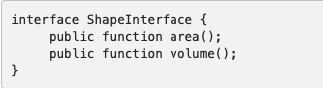 interface ShapeInterface {
     public function area();
     public function volume();
}